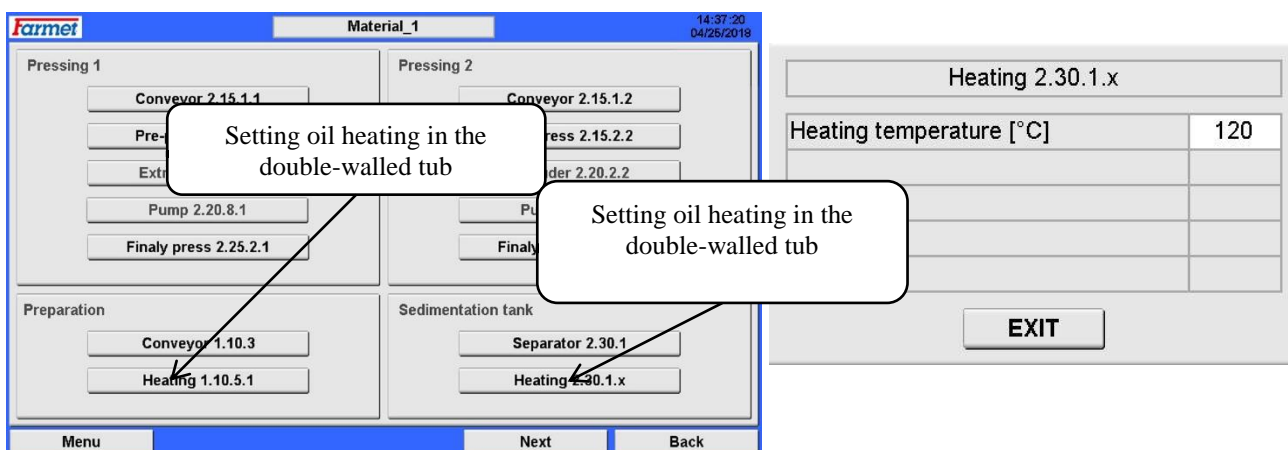 Farmet
Material_1
14:37:20
04/25/2018
Pressing 1
Conveyor 2.15.1.1
Finaly press 2.25.2.1
Pump 2.20.8.1
Pressing 2
Conveyor 2.15.1.2
ress 2.15.2.2
der 2.20.2.2
Setting oil heating in the
double-walled tub
Setting oil heating in the
double-walled tub
Preparation
Conveyor 1.10.3
Heating 1.10.5.1
Sedimentation tank
Separator 2.30.1
Heating 2.30.1.x
Menu
Next
Back
Heating 2.30.1.x
Heating temperature [°C] 120
EXIT